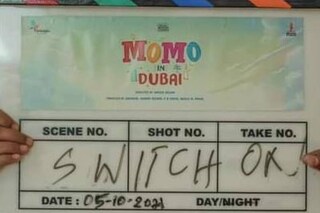 MOMO
IN
DUBAI
SCENE NO. SHOT NO. TAKE NO.
SWITCH ON
DATE : 05-10-2021 DAY/NIGHT